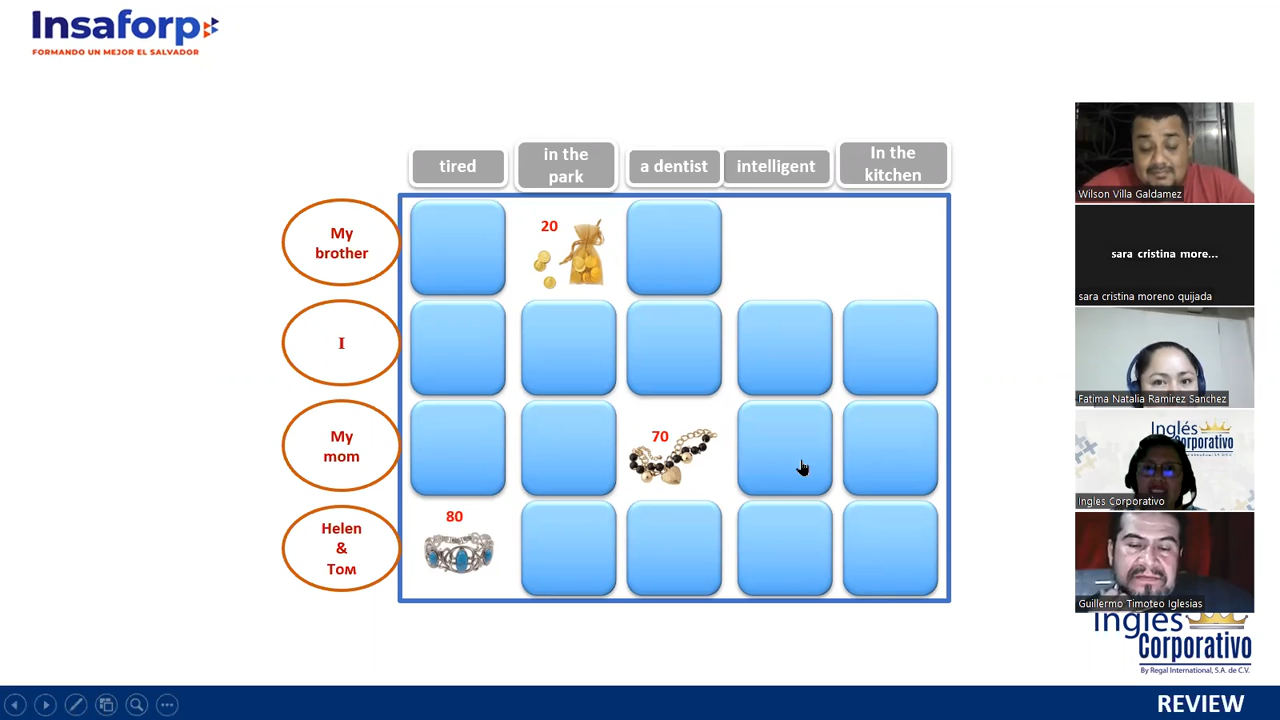 Insaforp
FORMANDO UN MEJOR EL SALVADOR
tired
in the
park
a dentist
intelligent
In the
kitchen
My
brother
20
I
My
mom
70
Helen
&
Tom
80
Wilson Villa Galdamez
sara cristina more...
sara cristina moreno quijada
Fatima Natalia Ramirez Sanchez
Inglés
Corporativo
Ingles Corporativo
Guillermo Timoteo Iglesias
Inglés
Corporativo
By Regal International, S.A. de C.V.
REVIEW